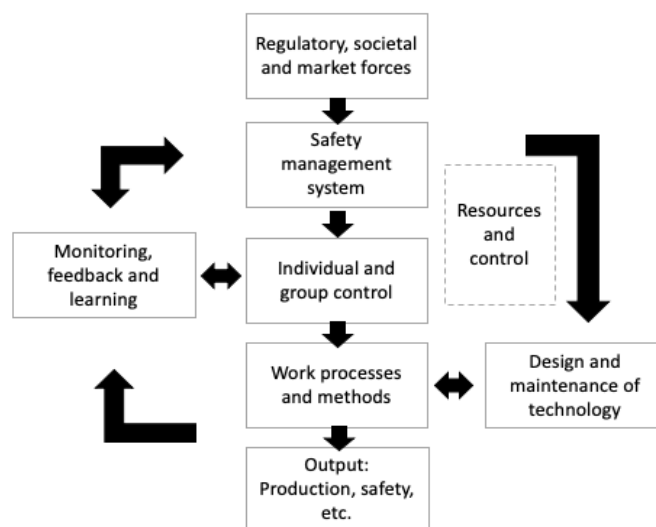 Regulatory, societal
and market forces
Safety
management
system
Resources
and
control
Monitoring,
feedback and
learning
Individual and
group control
Work processes
and methods
Design and
maintenance of
technology
Output:
Production, safety,
etc.